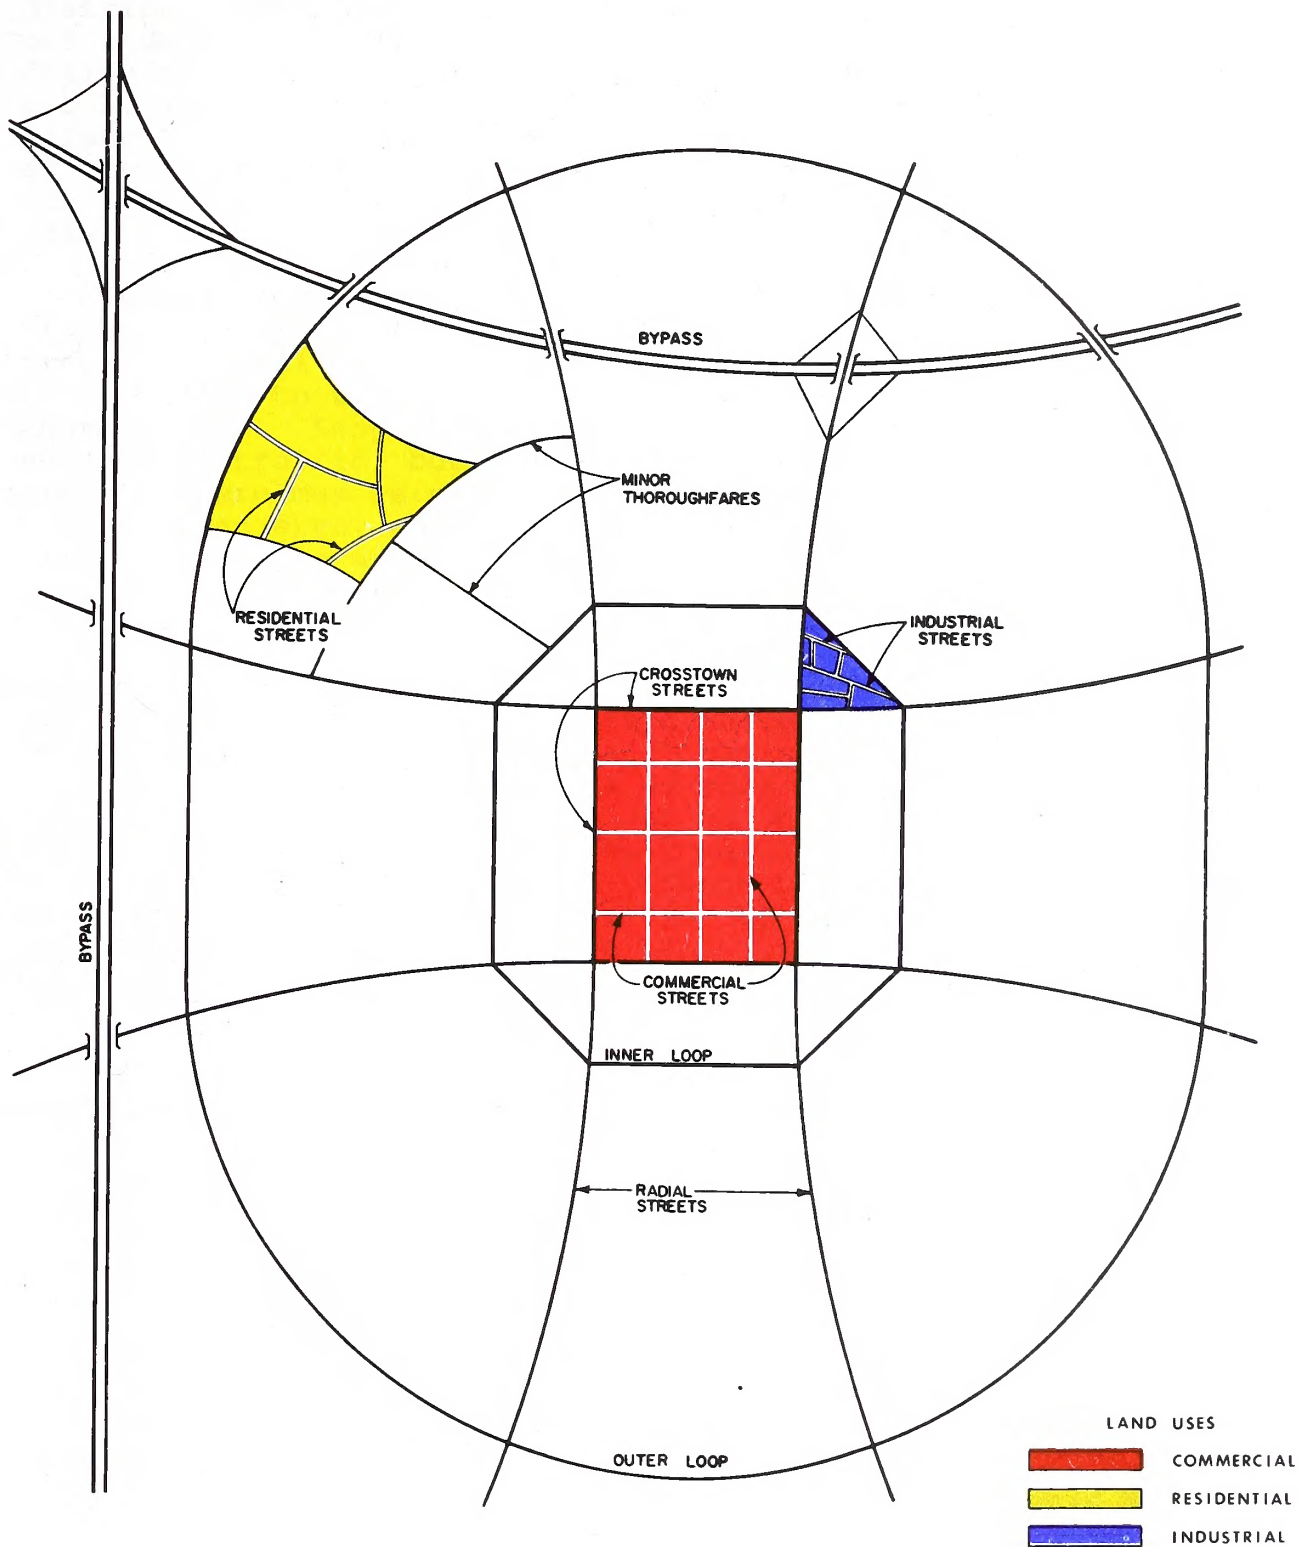 BYPASS
MINOR
THOROUGHFARES
RESIDENTIAL
STREETS
INDUSTRIAL
STREETS
CROSSTOWN
STREETS
BYPASS
COMMERCIAL
STREETS
INNER LOOP
RADIAL
STREETS
OUTER LOOP
LAND USES
COMMERCIAL
RESIDENTIAL
INDUSTRIAL